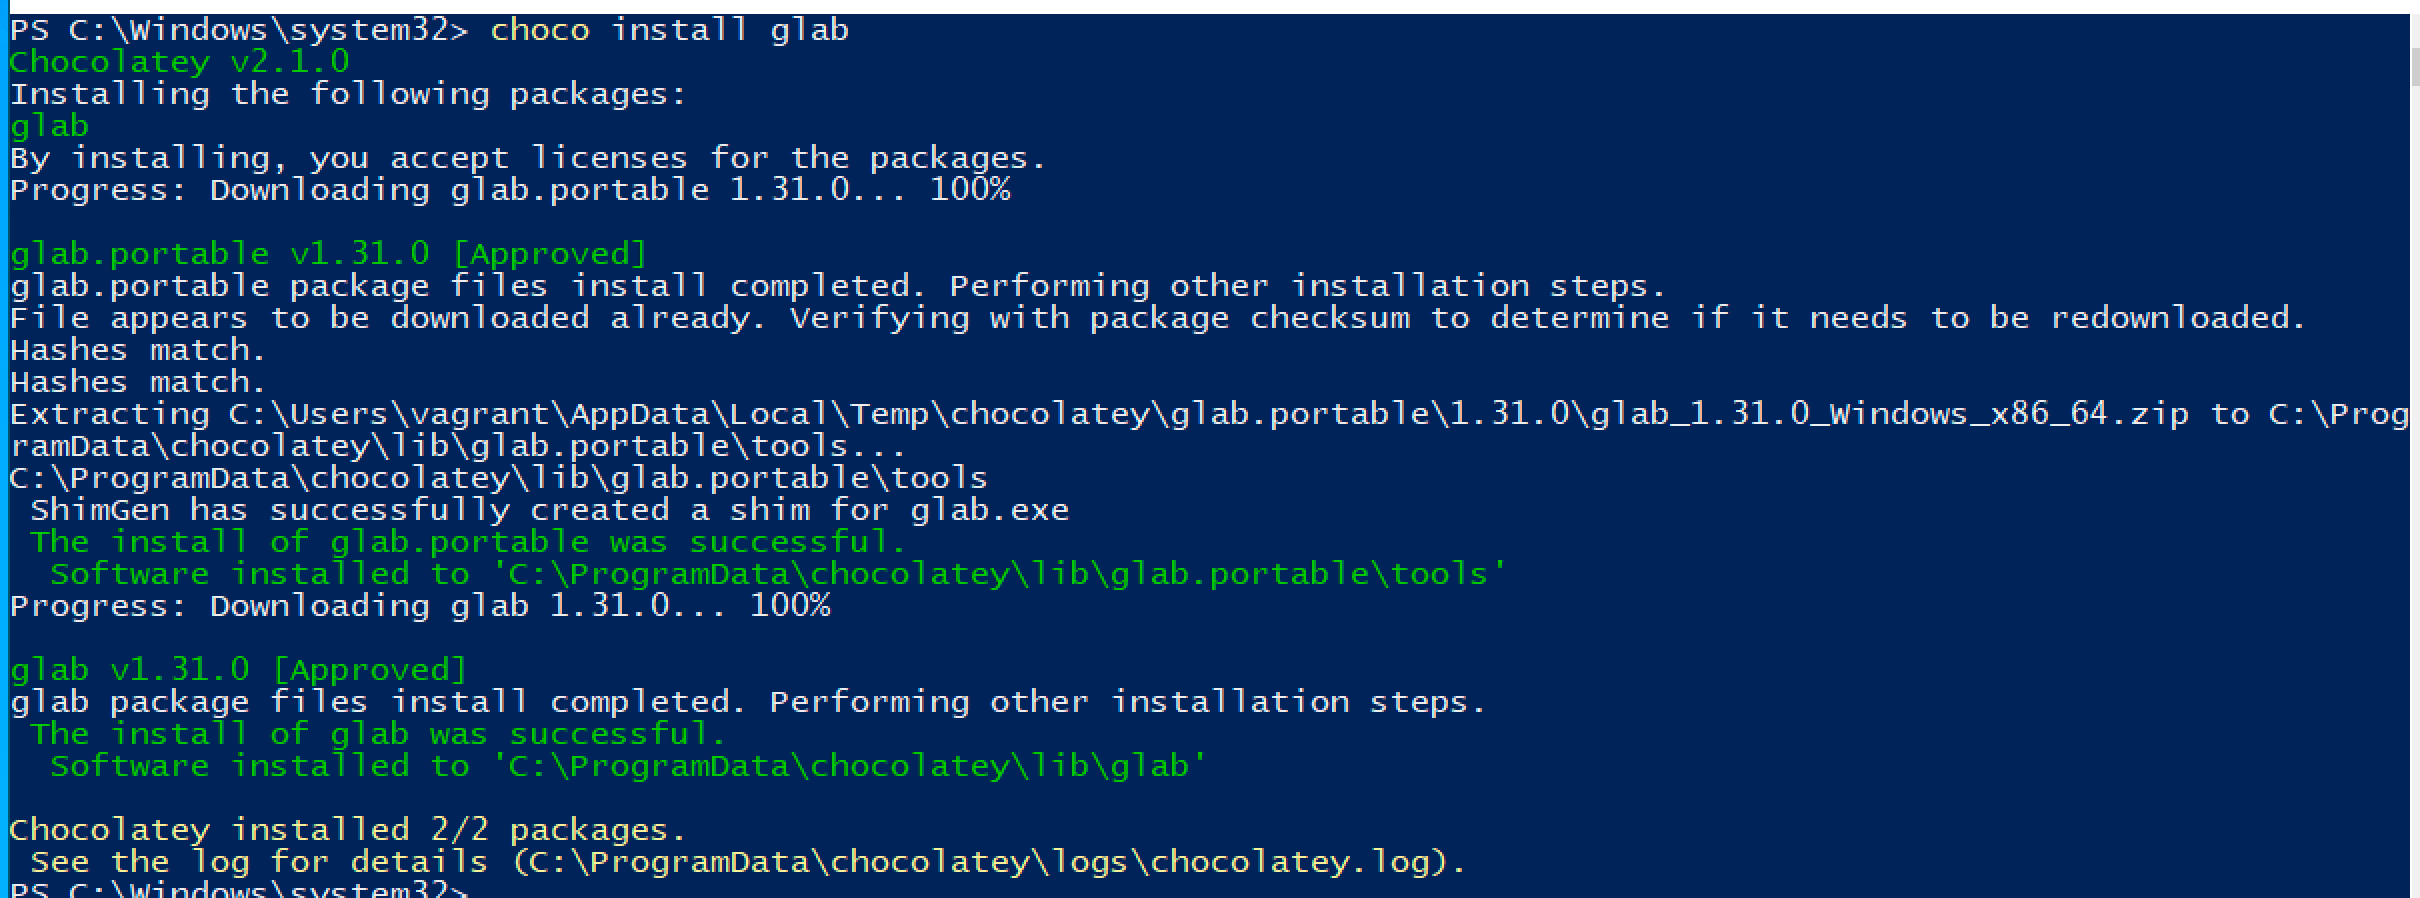 PS C:\Windows\system32> choco install glab
Chocolatey v2.1.0
Installing the following packages:
glab
By installing, you accept licenses for the packages.
Progress: Downloading glab.portable 1.31.0... 100%
glab.portable v1.31.0 [Approved]
glab.portable package files install completed. Performing other installation steps.
File appears to be downloaded already. Verifying with package checksum to determine if it needs to be redownloaded.
Hashes match.
Hashes match.
Extracting C:\Users\vagrant\AppData\Local\Temp\chocolatey\glab.portable\1.31.0\glab_1.31.0_Windows_x86_64.zip to C:\Prog
ramData\chocolatey\lib\glab.portable\tools...
C:\ProgramData\chocolatey\lib\glab.portable\tools
 ShimGen has successfully created a shim for glab.exe
 The install of glab.portable was successful.
  Software installed to 'C:\ProgramData\chocolatey\lib\glab.portable\tools'
Progress: Downloading glab 1.31.0... 100%
glab v1.31.0 [Approved]
glab package files install completed. Performing other installation steps.
 The install of glab was successful.
  Software installed to 'C:\ProgramData\chocolatey\lib\glab'
Chocolatey installed 2/2 packages.
 See the log for details (C:\ProgramData\chocolatey\logs\chocolatey.log).
PS C:\Windows\system32>